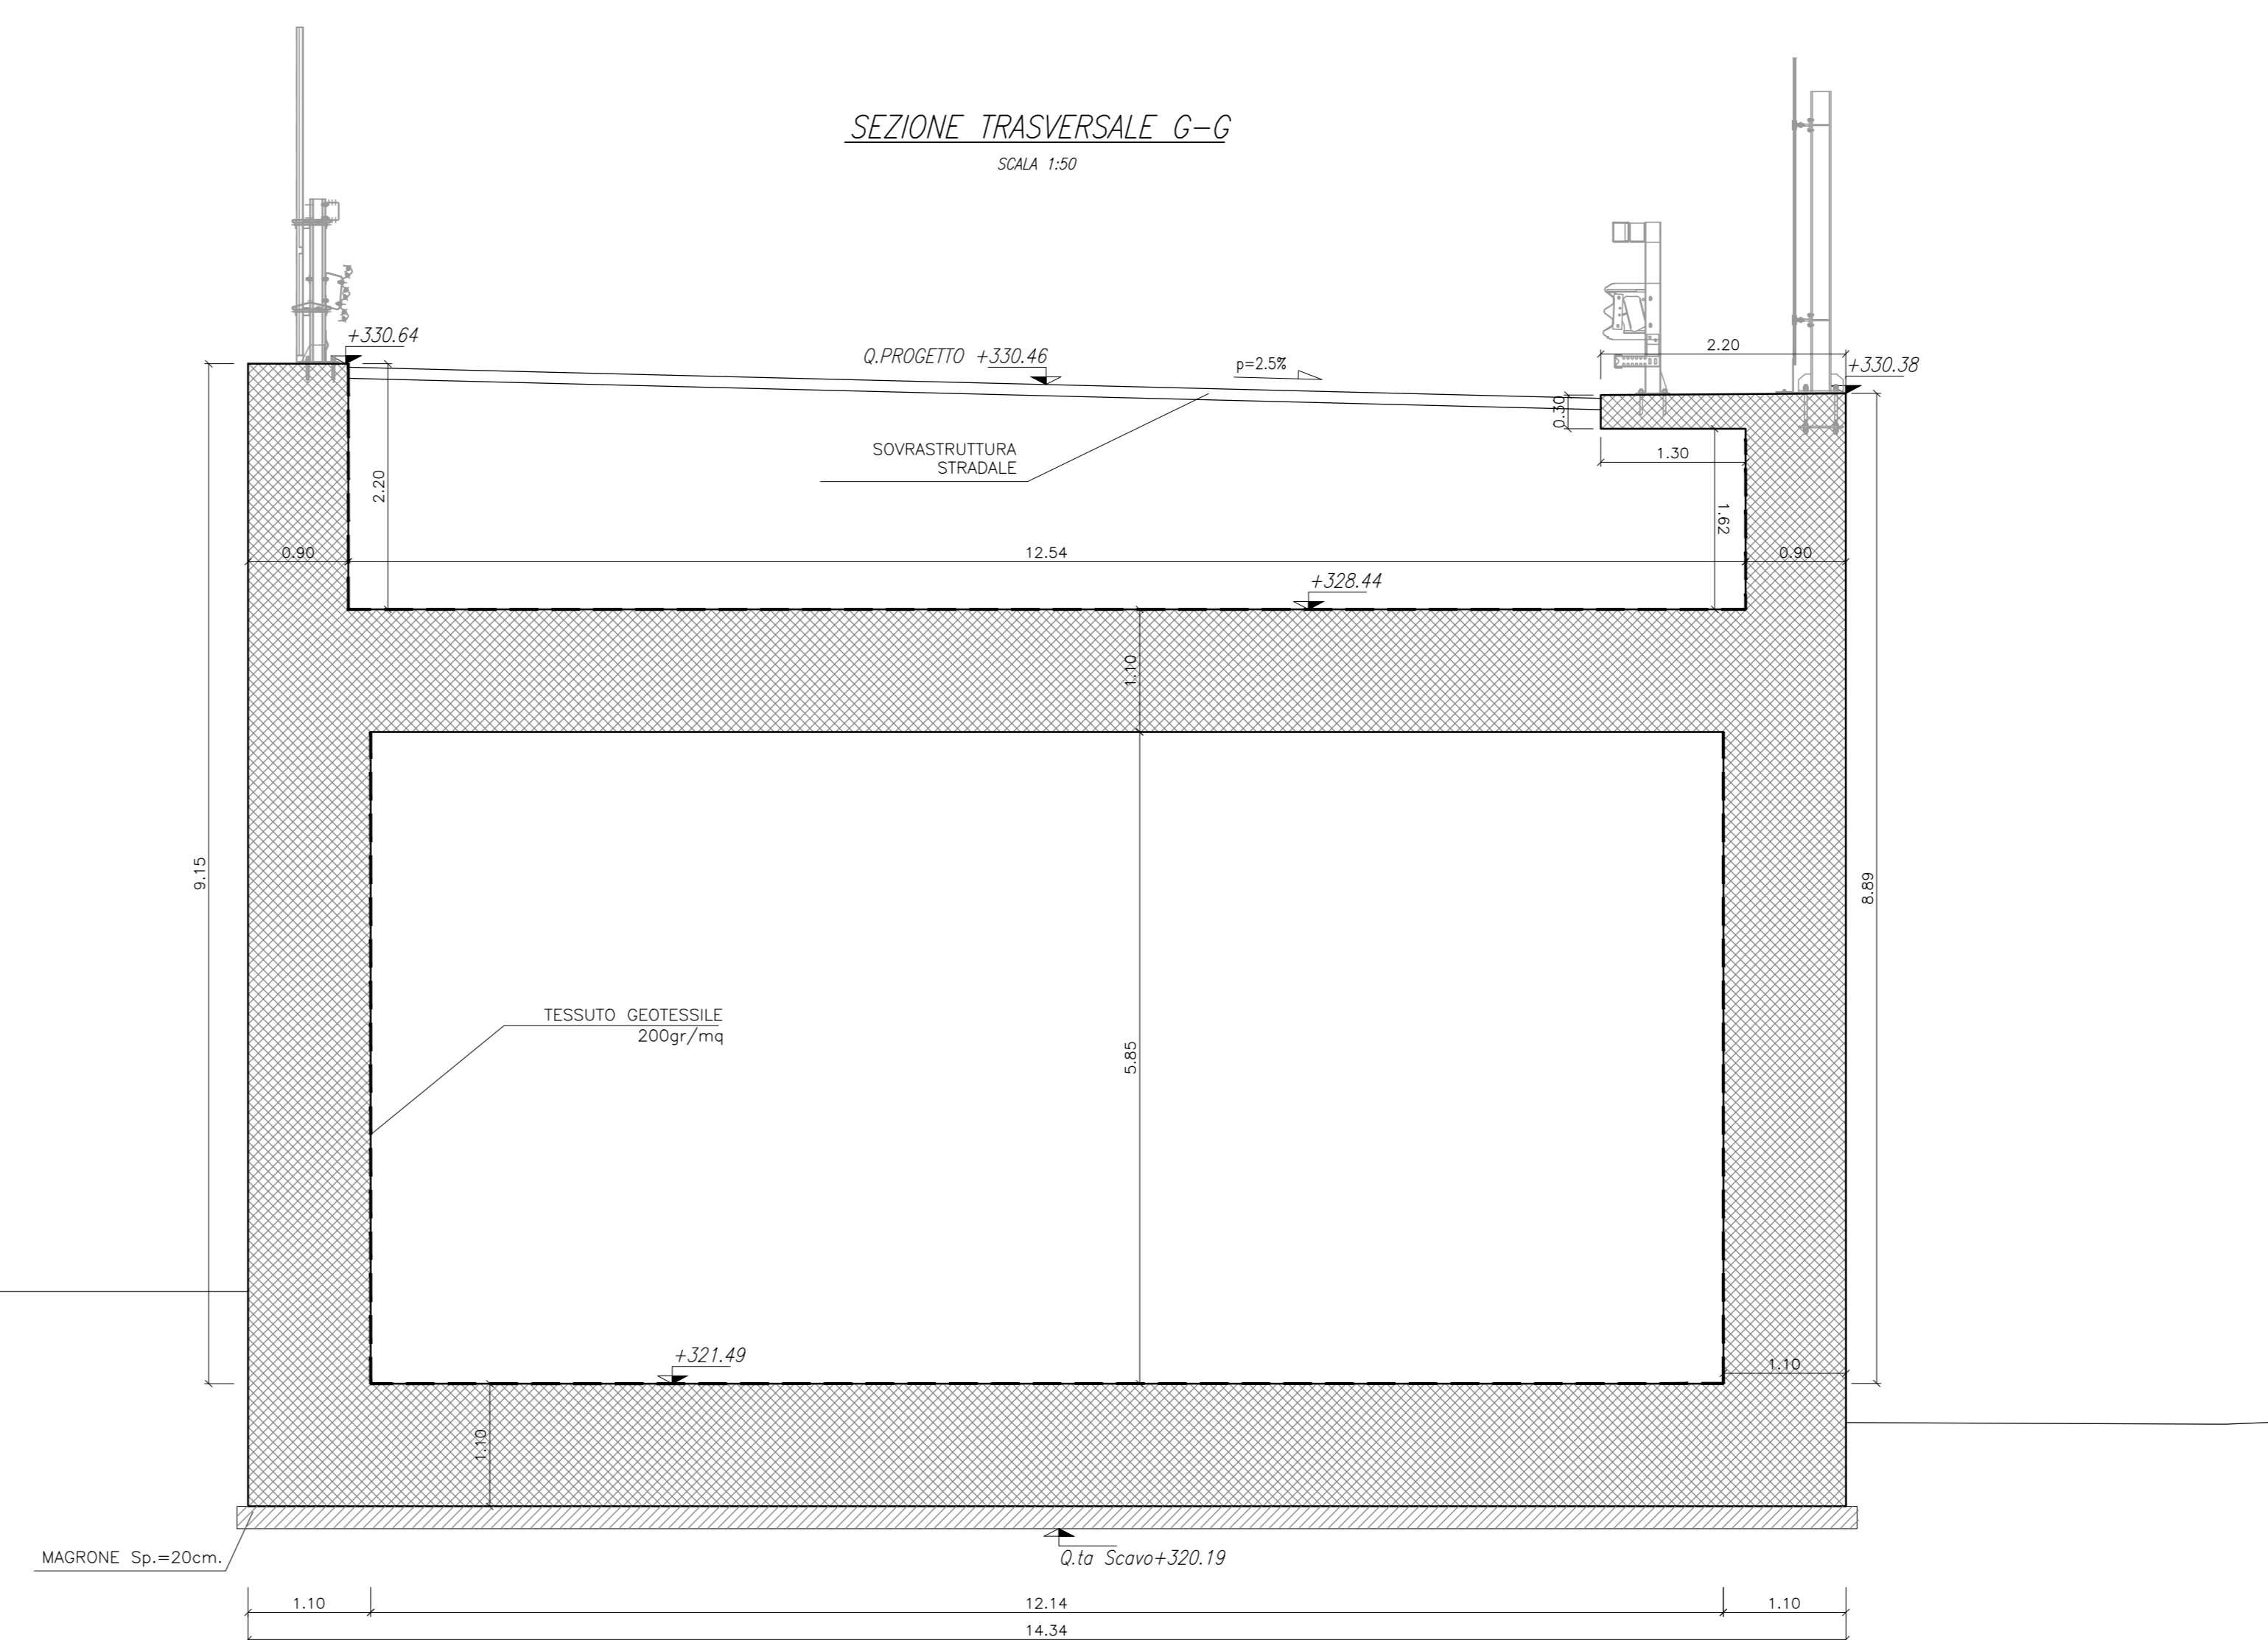 SEZIONE TRASVERSALE G-G
SCALA 1:50
+330.64
Q.PROGETTO +330.46
p=2.5%
2.20
+330.38
0.30
SOVRASTRUTTURA
STRADALE
1.30
2.20
1.62
0.90
12.54
0.90
+328.44
1.10
9.15
8.89
TESSUTO GEOTESSILE
200gr/mq
5.85
+321.49
1.10
1.10
MAGRONE Sp.=20cm.
Q.ta Scavo+320.19
1.10
12.14
1.10
14.34